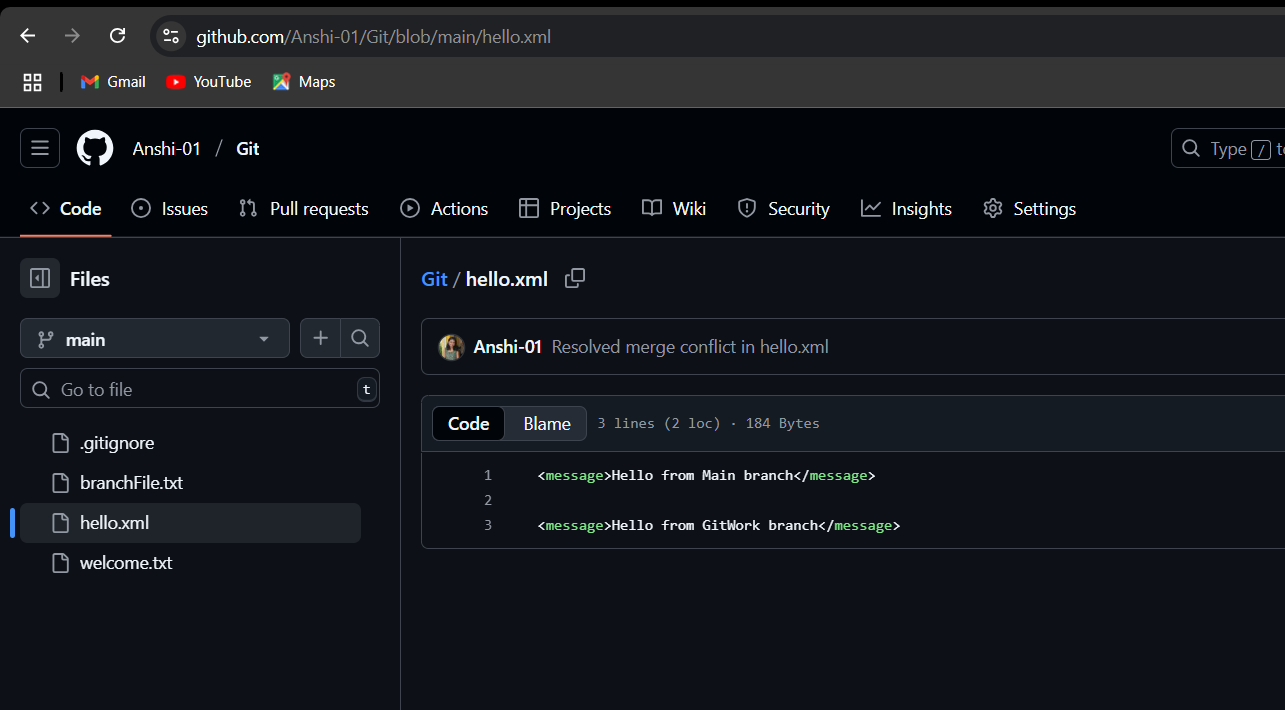 github.com/Anshi-01/Git/blob/main/hello.xml
Gmail YouTube Maps
Anshi-01 / Git
Type / to
Code Issues Pull requests Actions Projects Wiki Security Insights Settings
Files
main
Go to file t
.gitignore
branchFile.txt
hello.xml
welcome.txt
Git / hello.xml
Anshi-01 Resolved merge conflict in hello.xml
Code Blame 3 lines (2 loc) · 184 Bytes
1 <message>Hello from Main branch</message>
2
3 <message>Hello from GitWork branch</message>